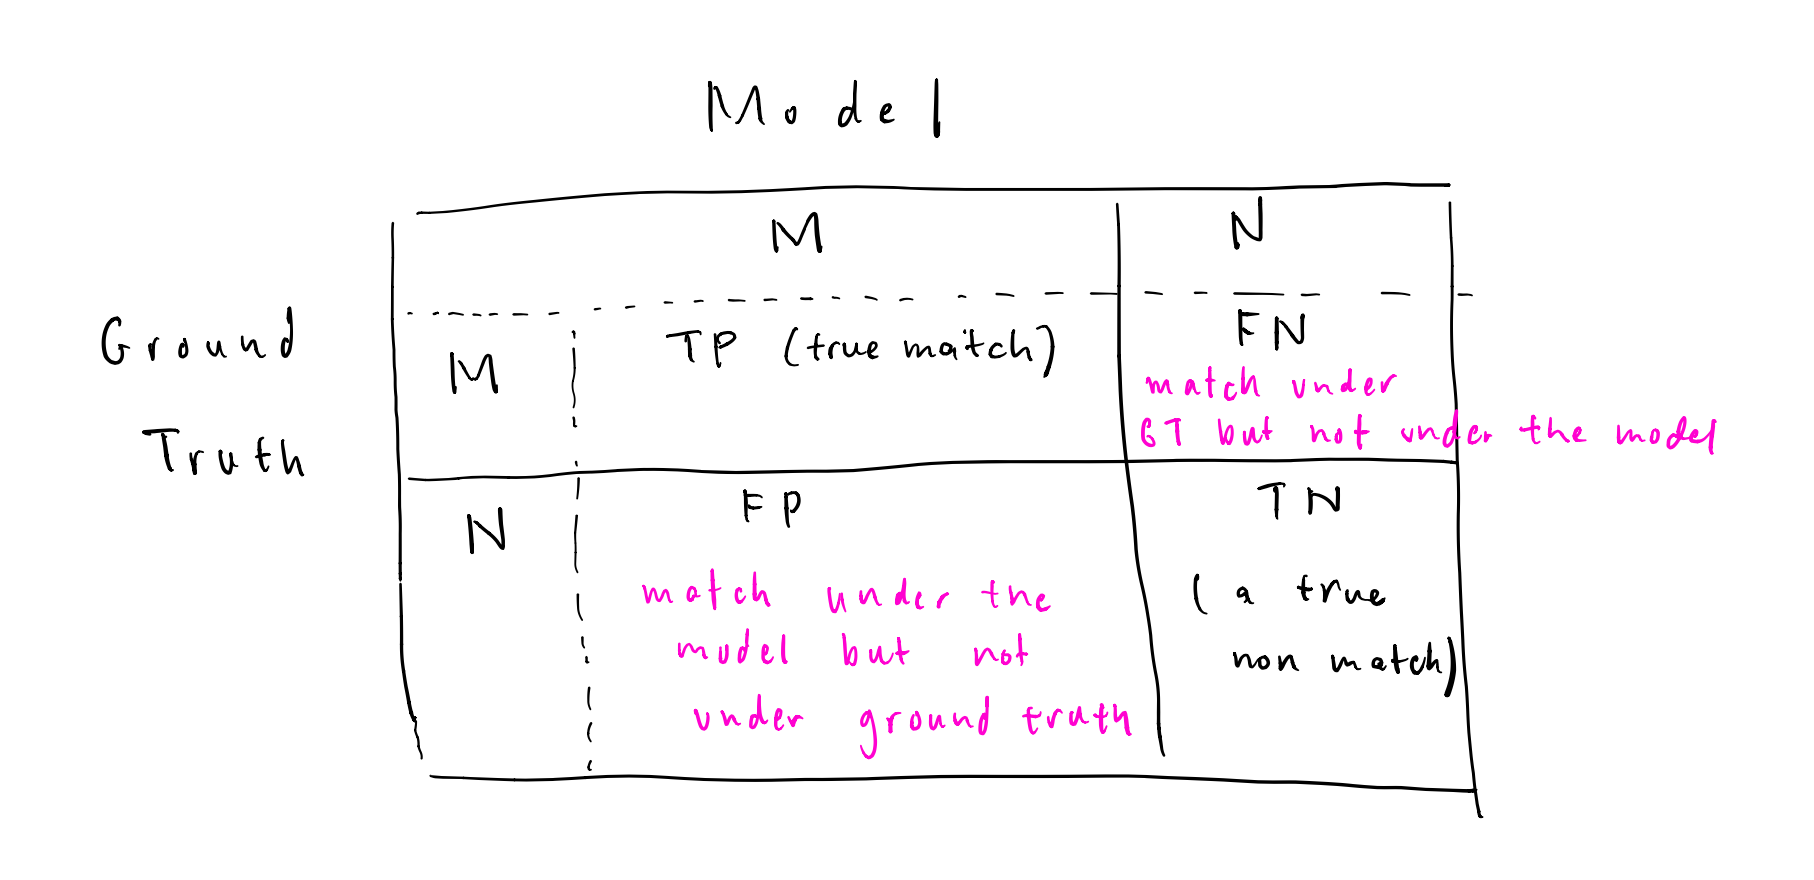 Model
M N
Ground
Truth
M TP (true match) FN
match under
GT but not under the model
N FP TN
match under the
model but not
under ground truth
( a true
non match)